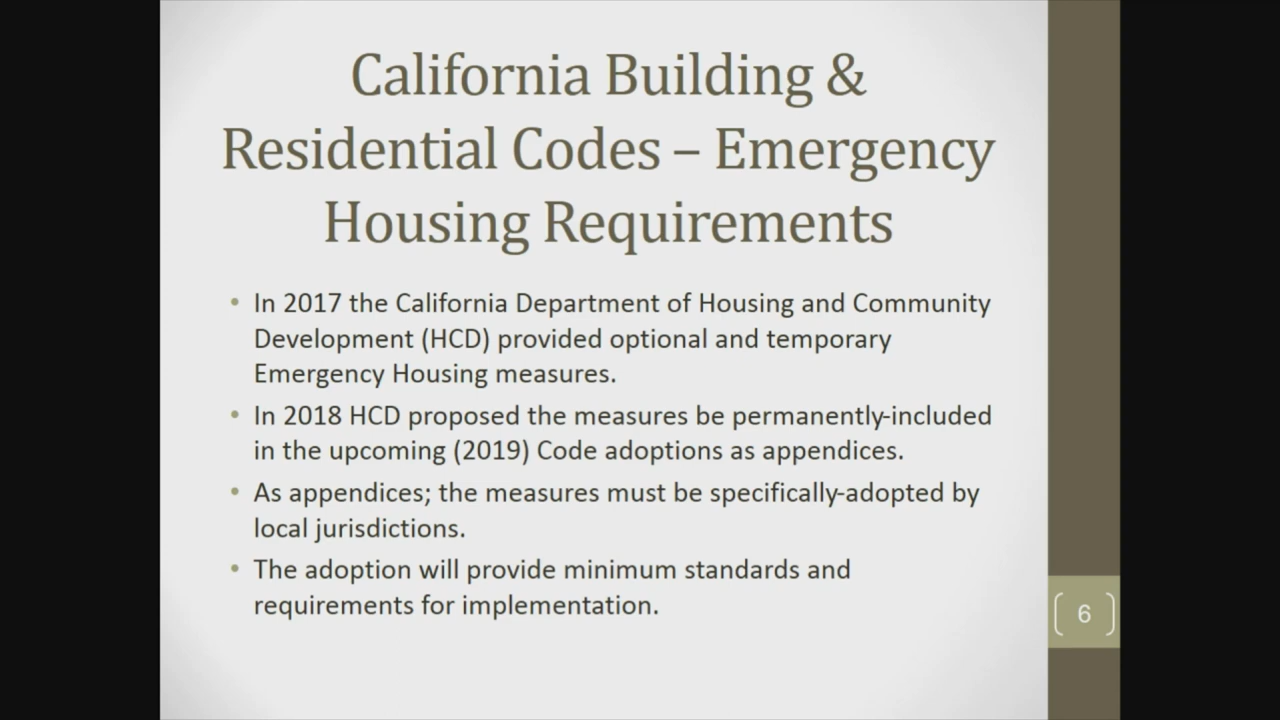 California Building &
Residential Codes – Emergency
Housing Requirements
• In 2017 the California Department of Housing and Community
Development (HCD) provided optional and temporary
Emergency Housing measures.
• In 2018 HCD proposed the measures be permanently-included
in the upcoming (2019) Code adoptions as appendices.
• As appendices; the measures must be specifically-adopted by
local jurisdictions.
• The adoption will provide minimum standards and
requirements for implementation.
6